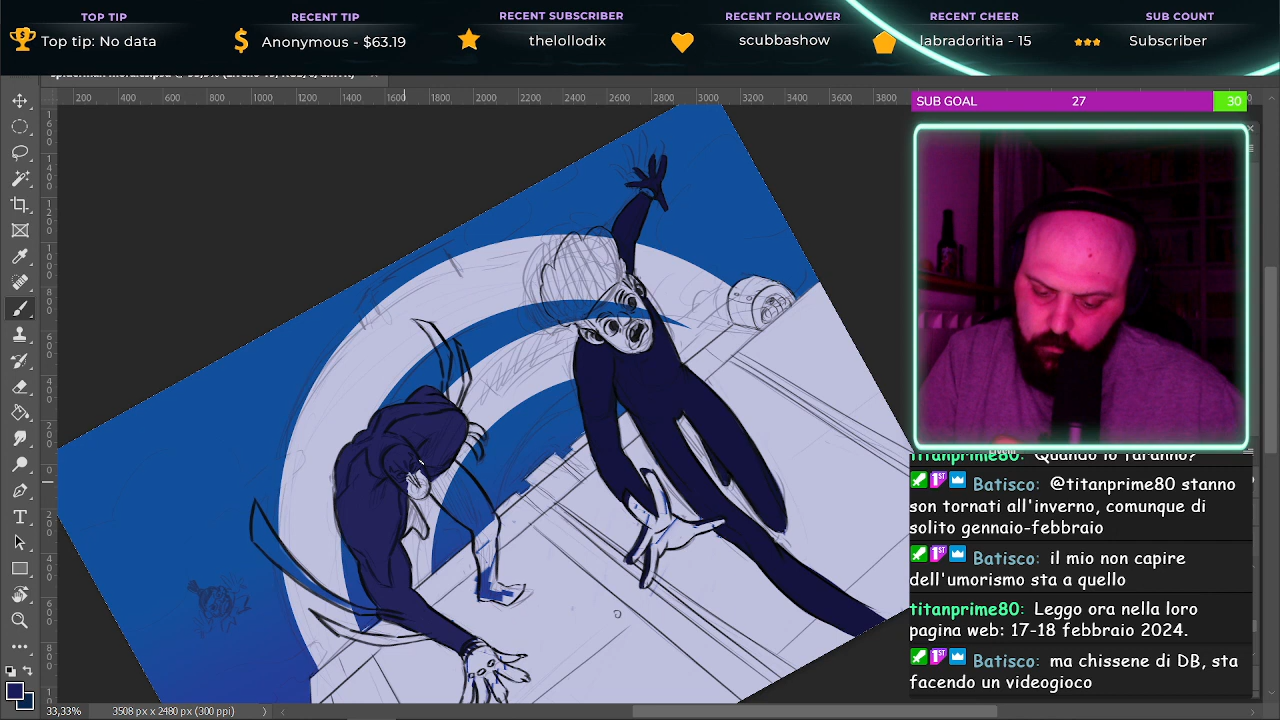 TOP TIP
Top tip: No data
RECENT TIP
Anonymous - $63.19
RECENT SUBSCRIBER
thelollodix
RECENT FOLLOWER
scubbashow
RECENT CHEER
labradoritia - 15
SUB COUNT
Subscriber
200 400 600 800 1000 1200 1400 1600 1800 2000 2200 2400 2600 2800 3000 3200 3400 3600 3800
SUB GOAL 27 30
titanprime80: Quando lo faranno?
Batisco: @titanprime80 stanno
son tornati all'inverno, comunque di
solito gennaio-febbraio
Batisco: il mio non capire
dell'umorismo sta a quello
titanprime80: Leggo ora nella loro
pagina web: 17-18 febbraio 2024.
Batisco: ma chissene di DB, sta
facendo un videogioco
33,33% 3508 px x 2480 px (300 ppi)